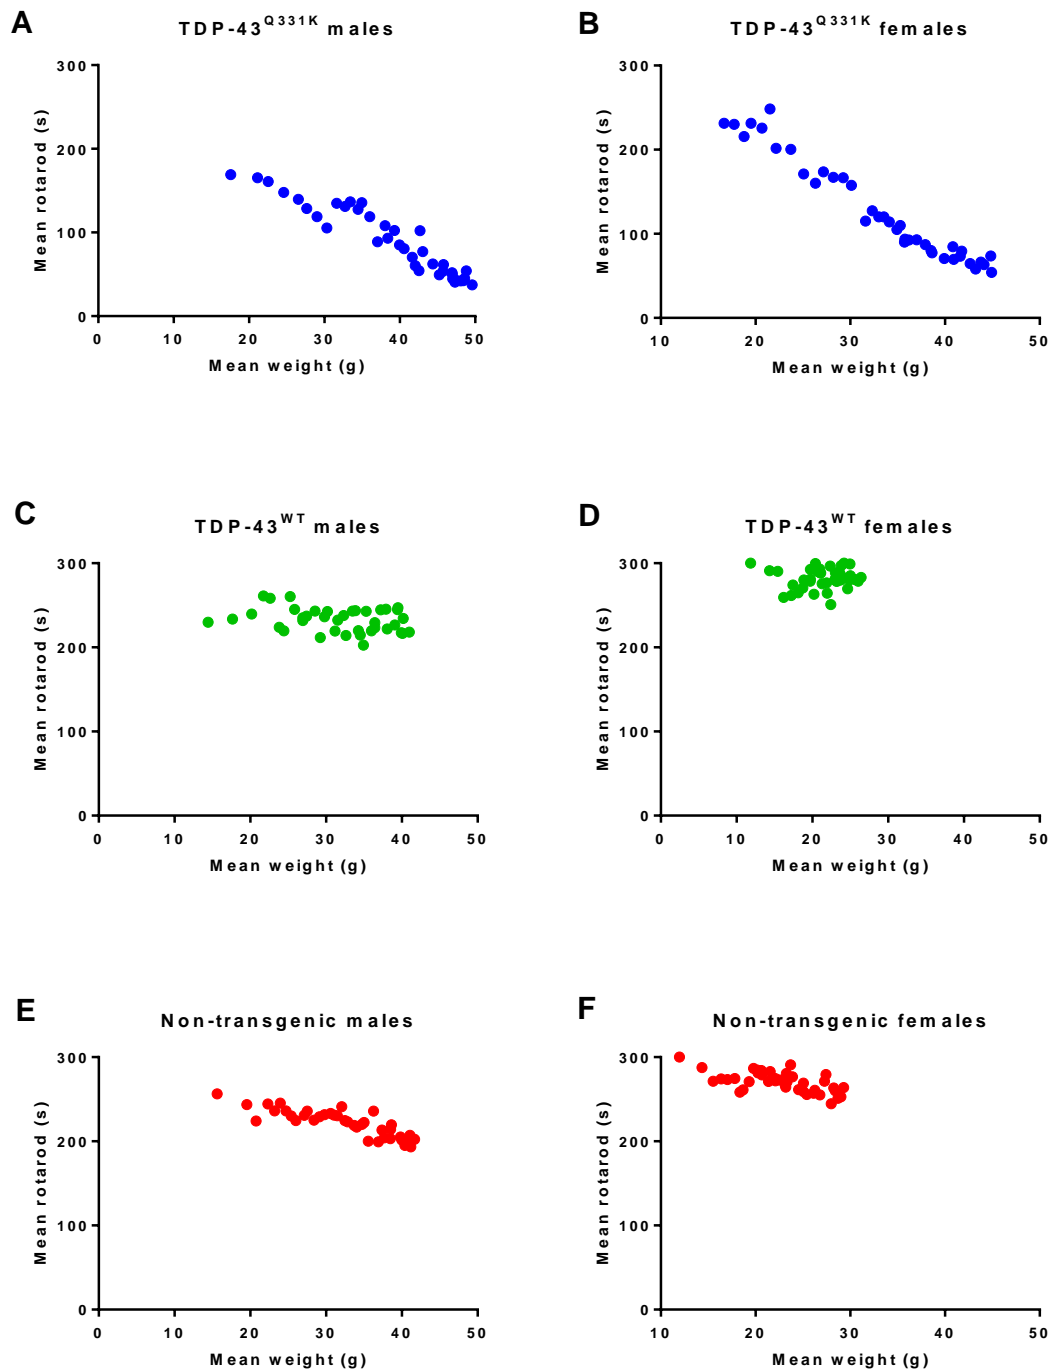 A
TDP-43Q331K males
300
200
100
0
0 10 20 30 40 50
Mean rotarod (s)
Mean weight (g)
B
TDP-43Q331K females
300
200
100
0
10 20 30 40 50
Mean rotarod (s)
Mean weight (g)
C
TDP-43WT males
300
200
100
0
0 10 20 30 40 50
Mean rotarod (s)
Mean weight (g)
D
TDP-43WT females
300
200
100
0
0 10 20 30 40 50
Mean rotarod (s)
Mean weight (g)
E
Non-transgenic males
300
200
100
0
0 10 20 30 40 50
Mean rotarod (s)
Mean weight (g)
F
Non-transgenic females
300
200
100
0
10 20 30 40 50
Mean rotarod (s)
Mean weight (g)